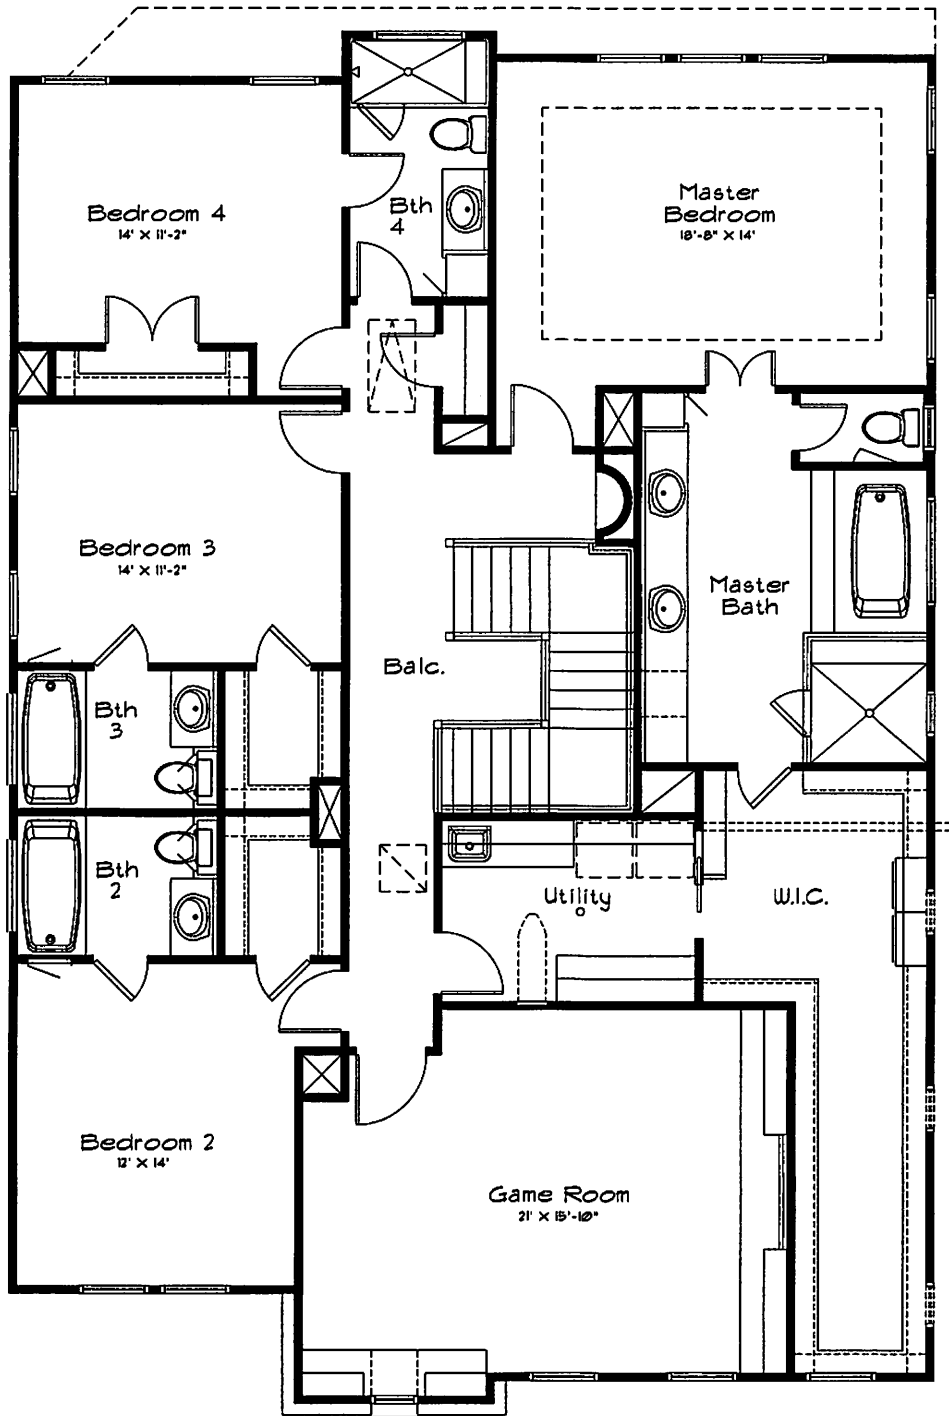 Bedroom 4
14' X 11'-2"
Bth
4
Master
Bedroom
18'-8" X 14'
Bedroom 3
14' X 11'-2"
Master
Bath
Balc.
Bth
3
Bth
2
Utility
W.I.C.
Bedroom 2
12' X 14'
Game Room
21' X 15'-10"